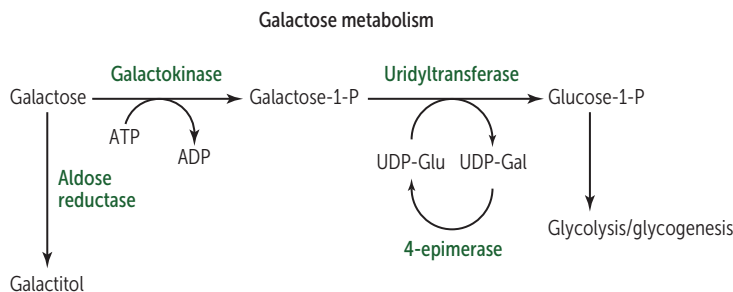 Galactose metabolism
Galactokinase
Uridyltransferase
Galactose
Galactose-1-P
Glucose-1-P
ATP
ADP
UDP-Glu
UDP-Gal
Aldose
reductase
4-epimerase
Glycolysis/glycogenesis
Galactitol